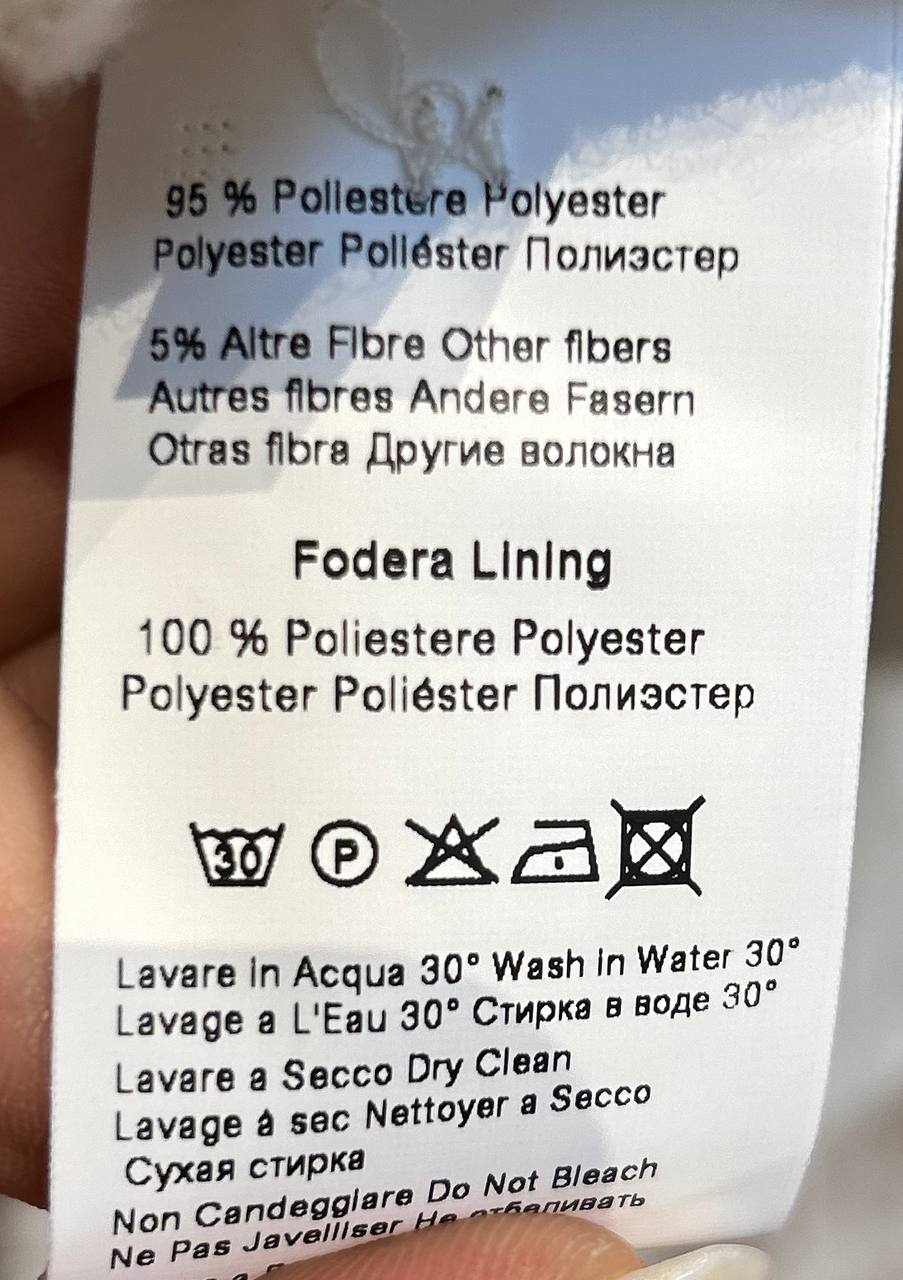 95 % Poliestere Polyester
Polyester Poliéster Полиэстер
5% Altre Fibre Other fibers
Autres fibres Andere Fasern
Otras fibra Другие волокна
Fodera Lining
100 % Poliestere Polyester
Polyester Poliéster Полиэстер
30 P
Lavare in Acqua 30° Wash in Water 30°
Lavage a L'Eau 30° Стирка в воде 30°
Lavare a Secco Dry Clean
Lavage á sec Nettoyer a Secco
Сухая стирка
Non Candeggiare Do Not Bleach
Ne Pas Javelliser Не отбеливать